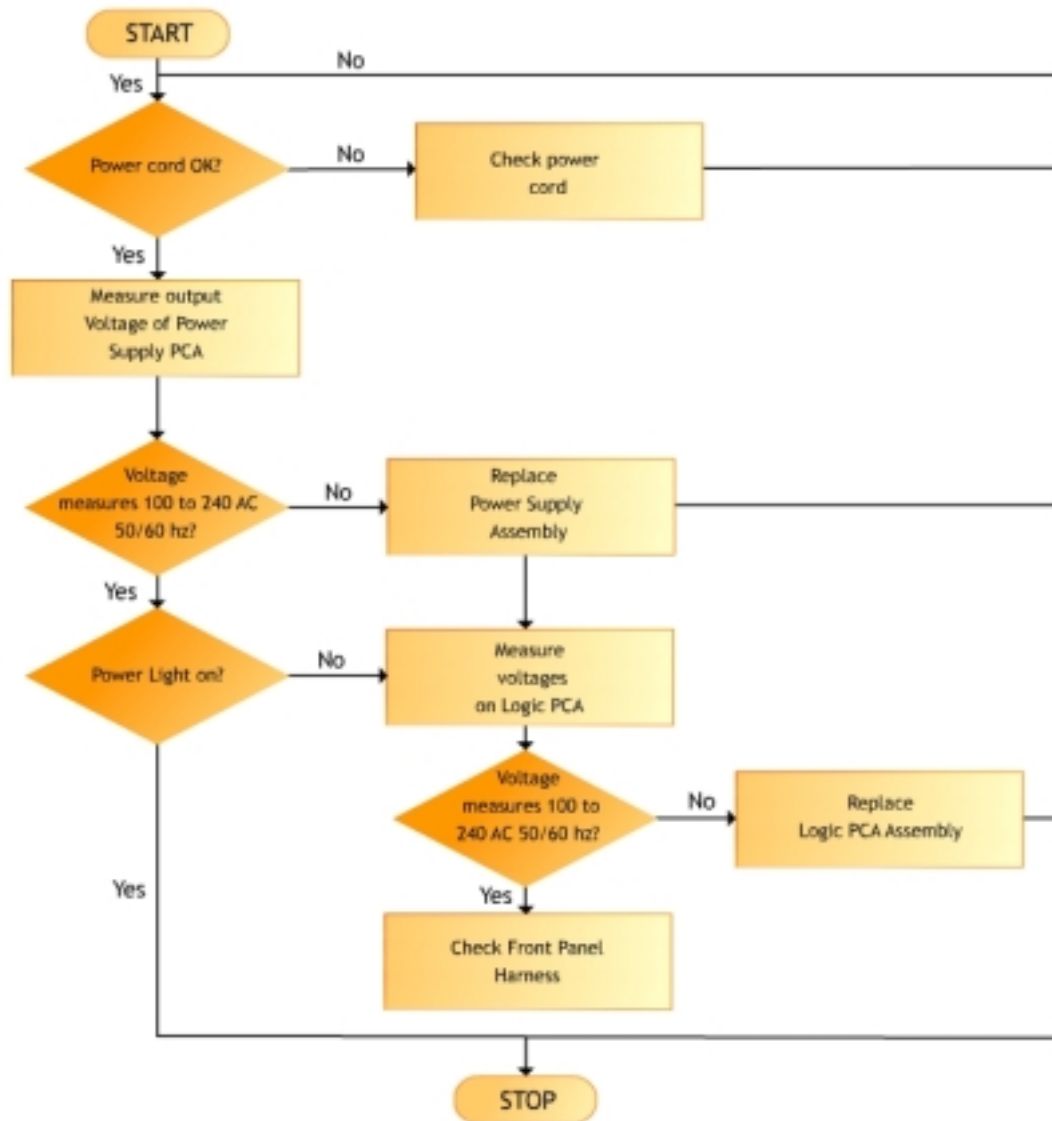 START
No
Yes
Power cord OK?
No
Check power
cord
Yes
Measure output
Voltage of Power
Supply PCA
Voltage
measures 100 to 240 AC
50/60 hz?
No
Replace
Power Supply
Assembly
Yes
Power Light on?
No
Measure
voltages
on Logic PCA
Voltage
measures 100 to
240 AC 50/60 hz?
No
Replace
Logic PCA Assembly
Yes
Yes
Check Front Panel
Harness
STOP